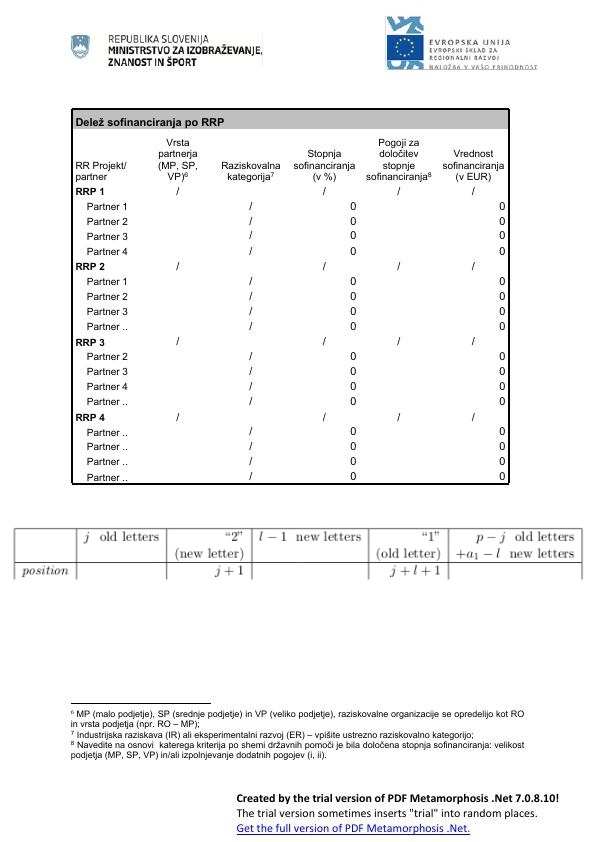 REPUBLIKA SLOVENIJA
MINISTRSTVO ZA IZOBRAŽEVANJE,
ZNANOST IN ŠPORT
EVROPSKA UNIJA
EVROPSKI SKLAD ZA
REGIONALNI RAZVOJ
NALOŽBA V VAŠO PRIHODNOST
Delež sofinanciranja po RRP
RR Projekt/ partner | Vrsta partnerja (MP, SP, VP)⁶ | Raziskovalna kategorija⁷ | Stopnja sofinanciranja (v %) | Pogoji za določitev stopnje sofinanciranja⁸ | Vrednost sofinanciranja (v EUR)
RRP 1 / / / / /
Partner 1 / 0 0
Partner 2 / 0 0
Partner 3 / 0 0
Partner 4 / 0 0
RRP 2 / / / / /
Partner 1 / 0 0
Partner 2 / 0 0
Partner 3 / 0 0
Partner .. / 0 0
RRP 3 / / / / /
Partner 2 / 0 0
Partner 3 / 0 0
Partner 4 / 0 0
Partner .. / 0 0
RRP 4 / / / / /
Partner .. / 0 0
Partner .. / 0 0
Partner .. / 0 0
Partner .. / 0 0
j old letters | “2” | l − 1 new letters | “1” | p − j old letters
(new letter) | (old letter) | +a₁ − l new letters
position | j + 1 | j + l + 1
⁶ MP (malo podjetje), SP (srednje podjetje) in VP (veliko podjetje), raziskovalne organizacije se opredelijo kot RO
in vrsta podjetja (npr. RO – MP);
⁷ Industrijska raziskava (IR) ali eksperimentalni razvoj (ER) – vpišite ustrezno raziskovalno kategorijo;
⁸ Navedite na osnovi katerega kriterija po shemi državnih pomoči je bila določena stopnja sofinanciranja: velikost
podjetja (MP, SP, VP) in/ali izpolnjevanje dodatnih pogojev (i, ii).
Created by the trial version of PDF Metamorphosis .Net 7.0.8.10!
The trial version sometimes inserts "trial" into random places.
Get the full version of PDF Metamorphosis .Net.